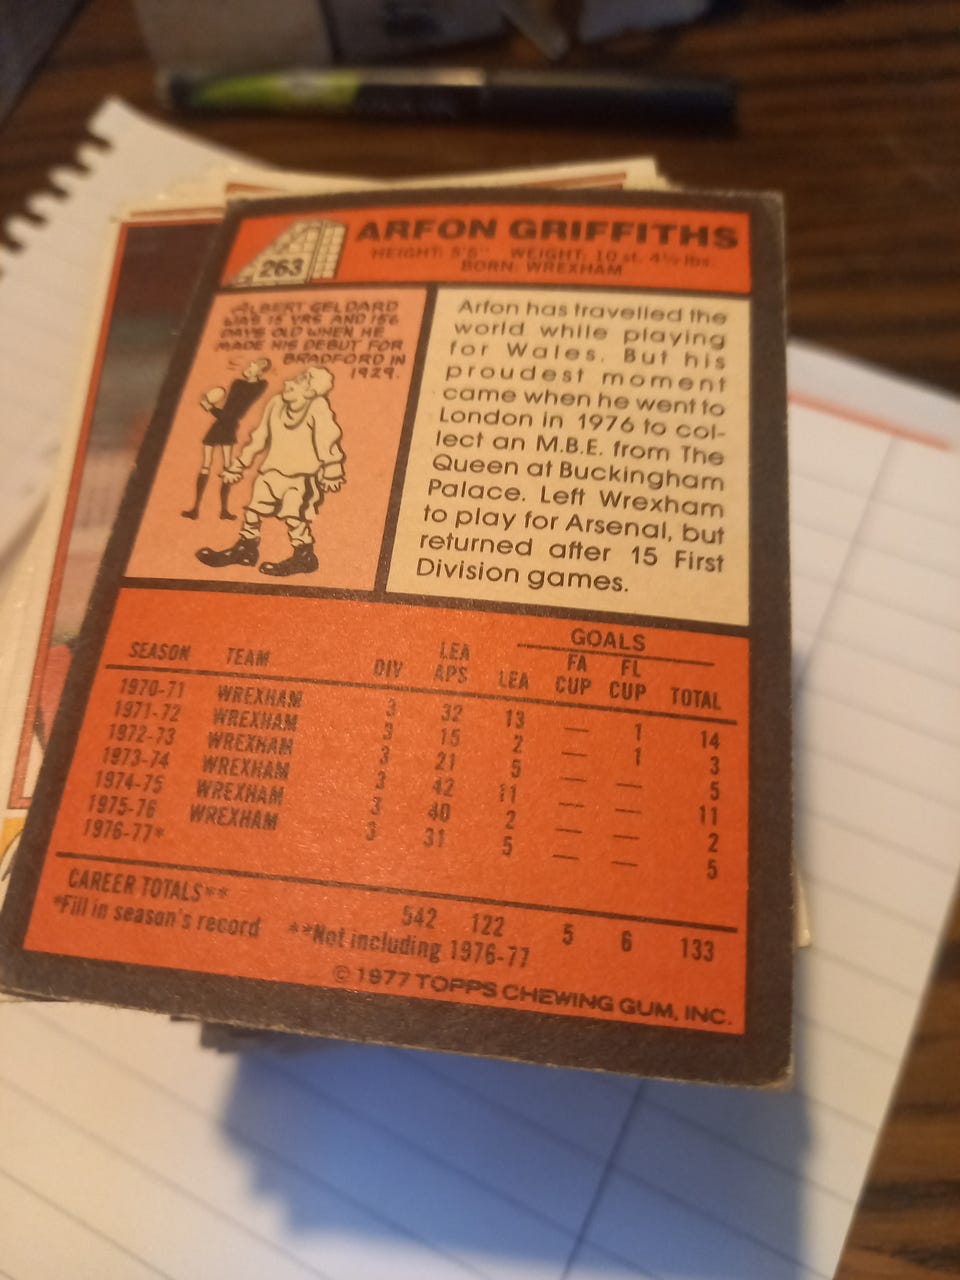 ARFON GRIFFITHS
263
HEIGHT: 5'5" WEIGHT: 10 st. 4½ lbs.
BORN: WREXHAM
ALBERT GELDARD
WAS 15 YRS AND 156
DAYS OLD WHEN HE
MADE HIS DEBUT FOR
BRADFORD IN
1929.
Arfon has travelled the
world while playing
for Wales. But his
proudest moment
came when he went to
London in 1976 to col-
lect an M.B.E. from The
Queen at Buckingham
Palace. Left Wrexham
to play for Arsenal, but
returned after 15 First
Division games.
GOALS
SEASON TEAM DIV LEA APS LEA FA CUP FL CUP TOTAL
1970-71 WREXHAM 3 32 13 — 1 14
1971-72 WREXHAM 3 15 2 — 1 3
1972-73 WREXHAM 3 21 5 — — 5
1973-74 WREXHAM 3 42 11 — — 11
1974-75 WREXHAM 3 40 2 — — 2
1975-76 WREXHAM 3 31 5 — — 5
1976-77*
CAREER TOTALS** 542 122 5 6 133
*Fill in season's record **Not including 1976-77
© 1977 TOPPS CHEWING GUM, INC.